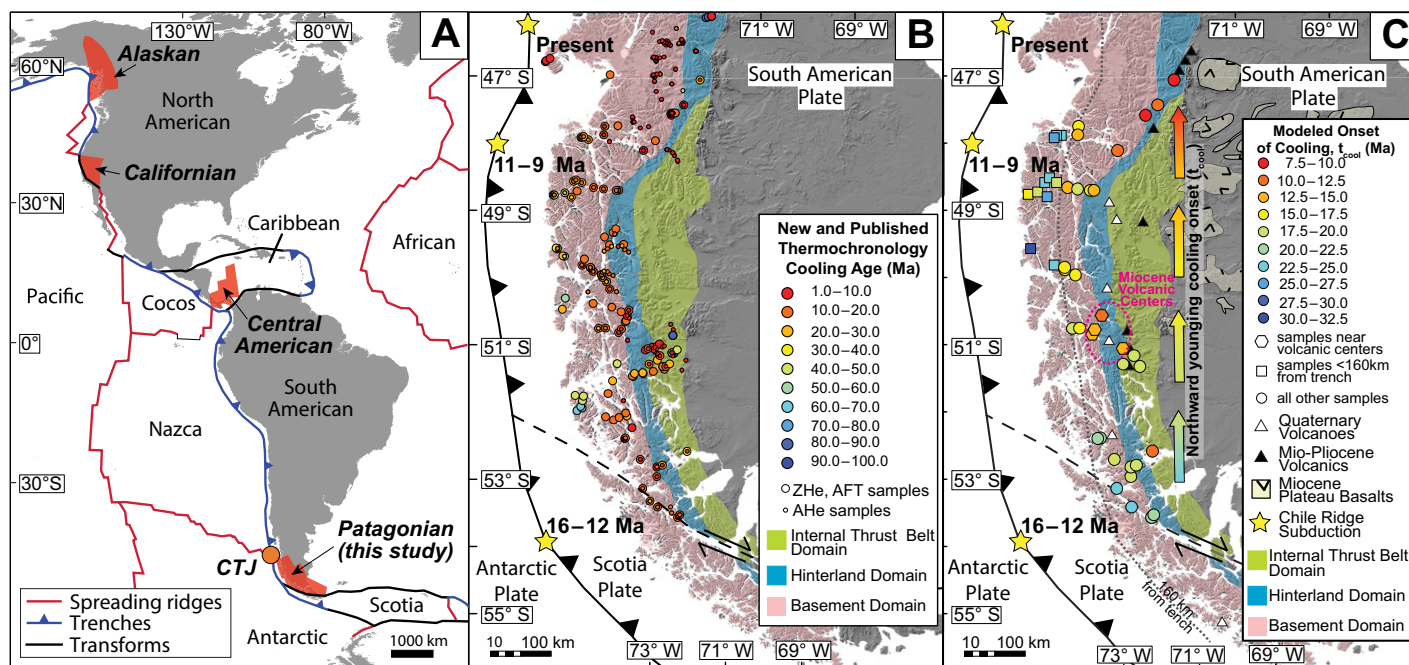 A
130°W
80°W
Alaskan
60°N
North
American
Californian
30°N
Caribbean
African
Pacific
Cocos
Central
American
0°
South
American
Nazca
30°S
Patagonian
(this study)
CTJ
Scotia
Antarctic
Spreading ridges
Trenches
Transforms
1000 km
B
71° W
69° W
Present
47° S
South American
Plate
11–9 Ma
49° S
51° S
53° S
16–12 Ma
Antarctic
Plate
Scotia
Plate
55° S
10
100 km
73° W
71° W
69° W
New and Published
Thermochronology
Cooling Age (Ma)
1.0–10.0
10.0–20.0
20.0–30.0
30.0–40.0
40.0–50.0
50.0–60.0
60.0–70.0
70.0–80.0
80.0–90.0
90.0–100.0
ZHe, AFT samples
AHe samples
Internal Thrust Belt
Domain
Hinterland Domain
Basement Domain
C
71° W
69° W
Present
47° S
South American
Plate
11–9 Ma
49° S
Miocene
Volcanic
Centers
Northward younging cooling onset (tcool)
51° S
53° S
16–12 Ma
Antarctic
Plate
Scotia
Plate
160 km
from tench
55° S
10
100 km
73° W
71° W
69° W
Modeled Onset
of Cooling, tcool (Ma)
7.5–10.0
10.0–12.5
12.5–15.0
15.0–17.5
17.5–20.0
20.0–22.5
22.5–25.0
25.0–27.5
27.5–30.0
30.0–32.5
samples near
volcanic centers
samples <160km
from trench
all other samples
Quaternary
Volcanoes
Mio-Pliocene
Volcanics
Miocene
Plateau Basalts
Chile Ridge
Subduction
Internal Thrust Belt
Domain
Hinterland Domain
Basement Domain